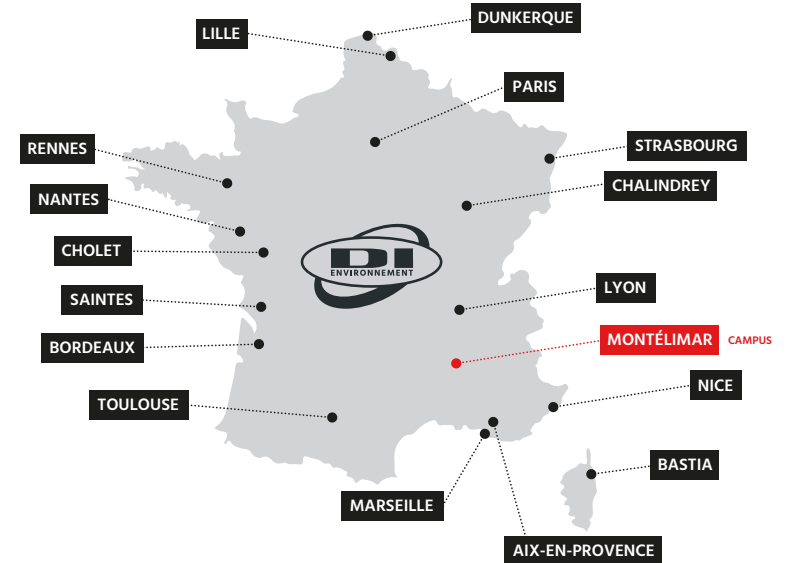 DUNKERQUE
LILLE
PARIS
STRASBOURG
RENNES
CHALINDREY
NANTES
CHOLET
DI
ENVIRONNEMENT
LYON
SAINTES
MONTÉLIMAR CAMPUS
BORDEAUX
NICE
TOULOUSE
BASTIA
MARSEILLE
AIX-EN-PROVENCE